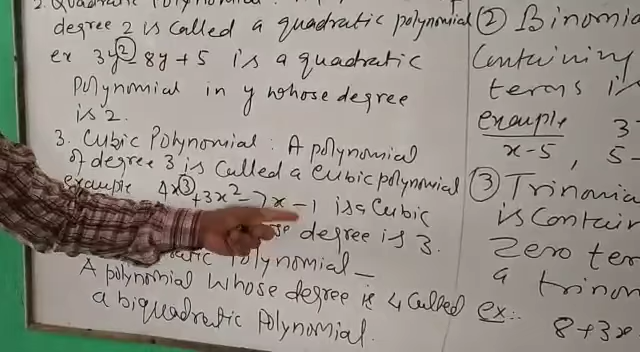 2. Quadratic Polynomial
degree 2 is called a quadratic polynomial
ex 3y²-8y+5 is a quadratic
Polynomial in y whose degree
is 2.
3. Cubic Polynomial : A polynomial
of degree 3 is called a cubic polynomial
example 4x³+3x²-7x-1 is a cubic
degree is 3.
Polynomial -
A polynomial whose degree is 4 called
a biquadratic Polynomial.
② Binomia
Containing
terms i
example 3
x-5 , 5-
③ Trinomia
is Contain
Zero ter
a trinom
ex:- 8+3x